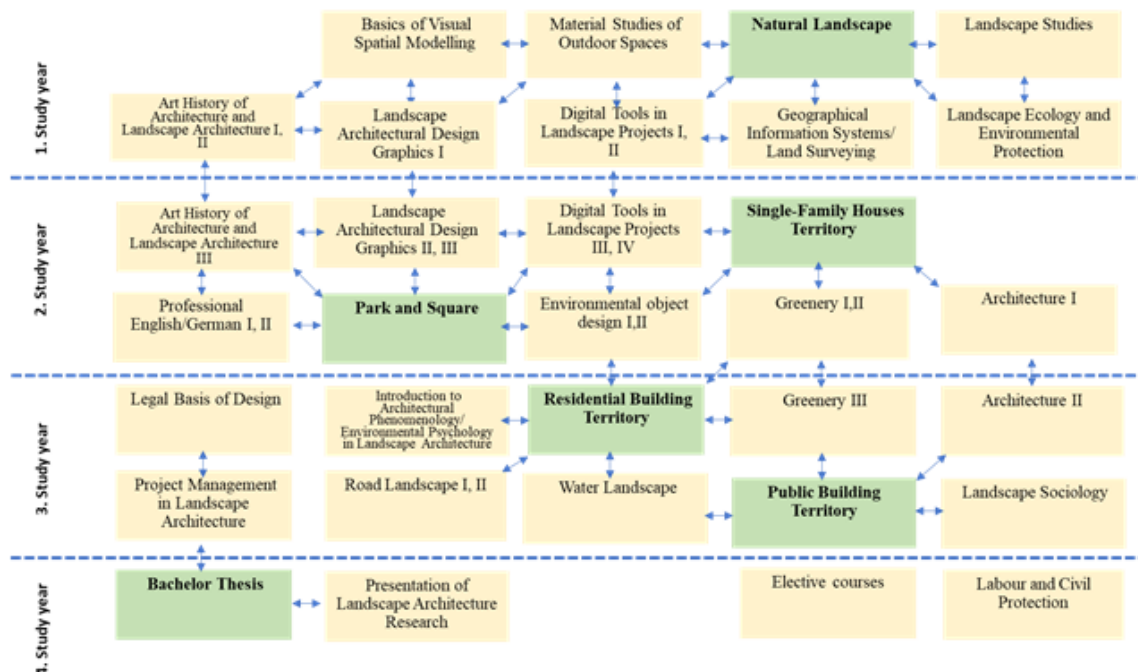 1. Study year
Basics of Visual
Spatial Modelling
Material Studies of
Outdoor Spaces
Natural Landscape
Landscape Studies
Art History of
Architecture and
Landscape Architecture I,
II
Landscape
Architectural Design
Graphics I
Digital Tools in
Landscape Projects I,
II
Geographical
Information Systems/
Land Surveying
Landscape Ecology and
Environmental
Protection
2. Study year
Art History of
Architecture and
Landscape Architecture
III
Landscape
Architectural Design
Graphics II, III
Digital Tools in
Landscape Projects
III, IV
Single-Family Houses
Territory
Professional
English/German I, II
Park and Square
Environmental object
design I,II
Greenery I,II
Architecture I
3. Study year
Legal Basis of Design
Introduction to
Architectural
Phenomenology/
Environmental Psychology
in Landscape Architecture
Residential Building
Territory
Greenery III
Architecture II
Project Management
in Landscape
Architecture
Road Landscape I, II
Water Landscape
Public Building
Territory
Landscape Sociology
4. Study year
Bachelor Thesis
Presentation of
Landscape Architecture
Research
Elective courses
Labour and Civil
Protection